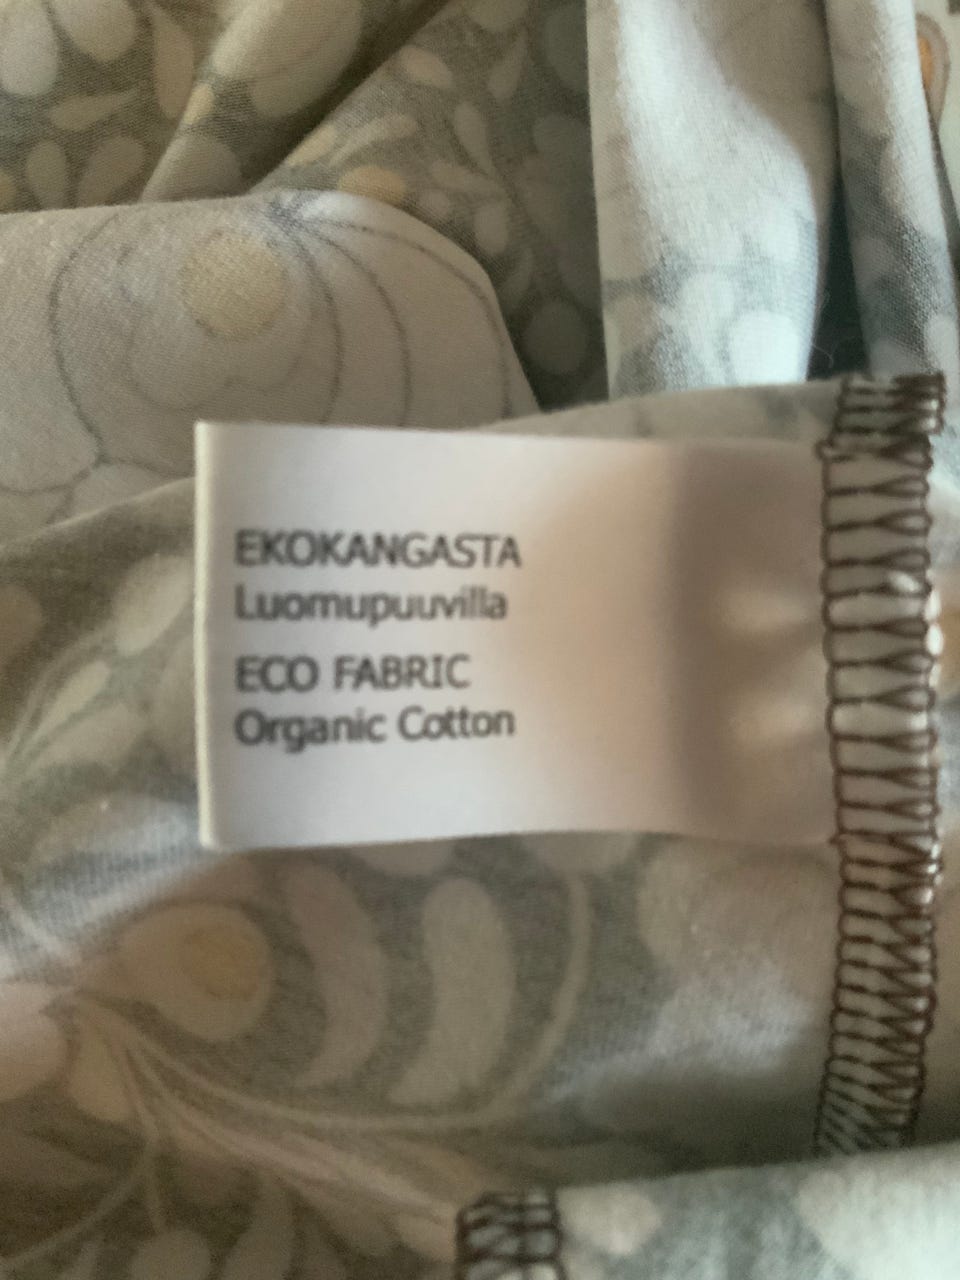 EKOKANGASTA
Luomupuuvilla
ECO FABRIC
Organic Cotton